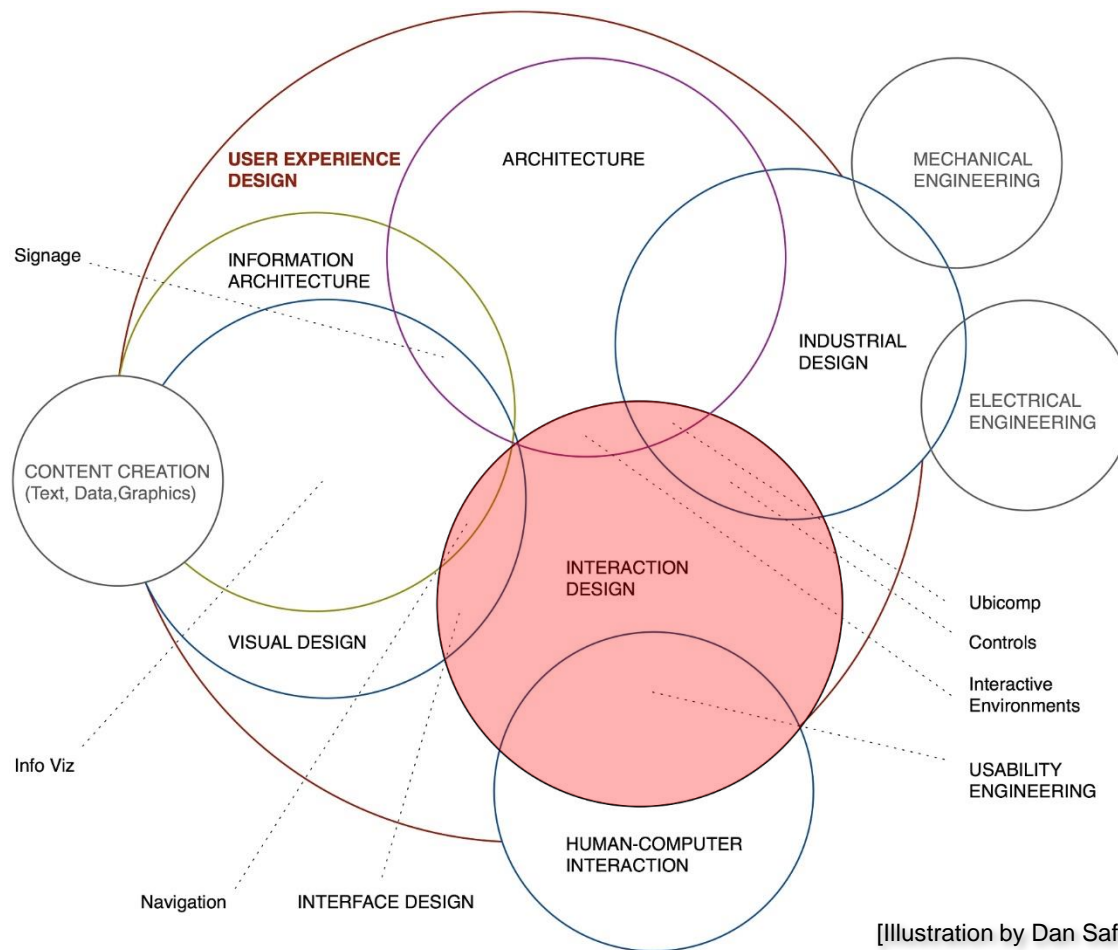 USER EXPERIENCE
DESIGN
ARCHITECTURE
MECHANICAL
ENGINEERING
Signage
INFORMATION
ARCHITECTURE
INDUSTRIAL
DESIGN
ELECTRICAL
ENGINEERING
CONTENT CREATION
(Text, Data,Graphics)
INTERACTION
DESIGN
Ubicomp
VISUAL DESIGN
Controls
Interactive
Environments
Info Viz
USABILITY
ENGINEERING
HUMAN-COMPUTER
INTERACTION
Navigation
INTERFACE DESIGN
[Illustration by Dan Saf